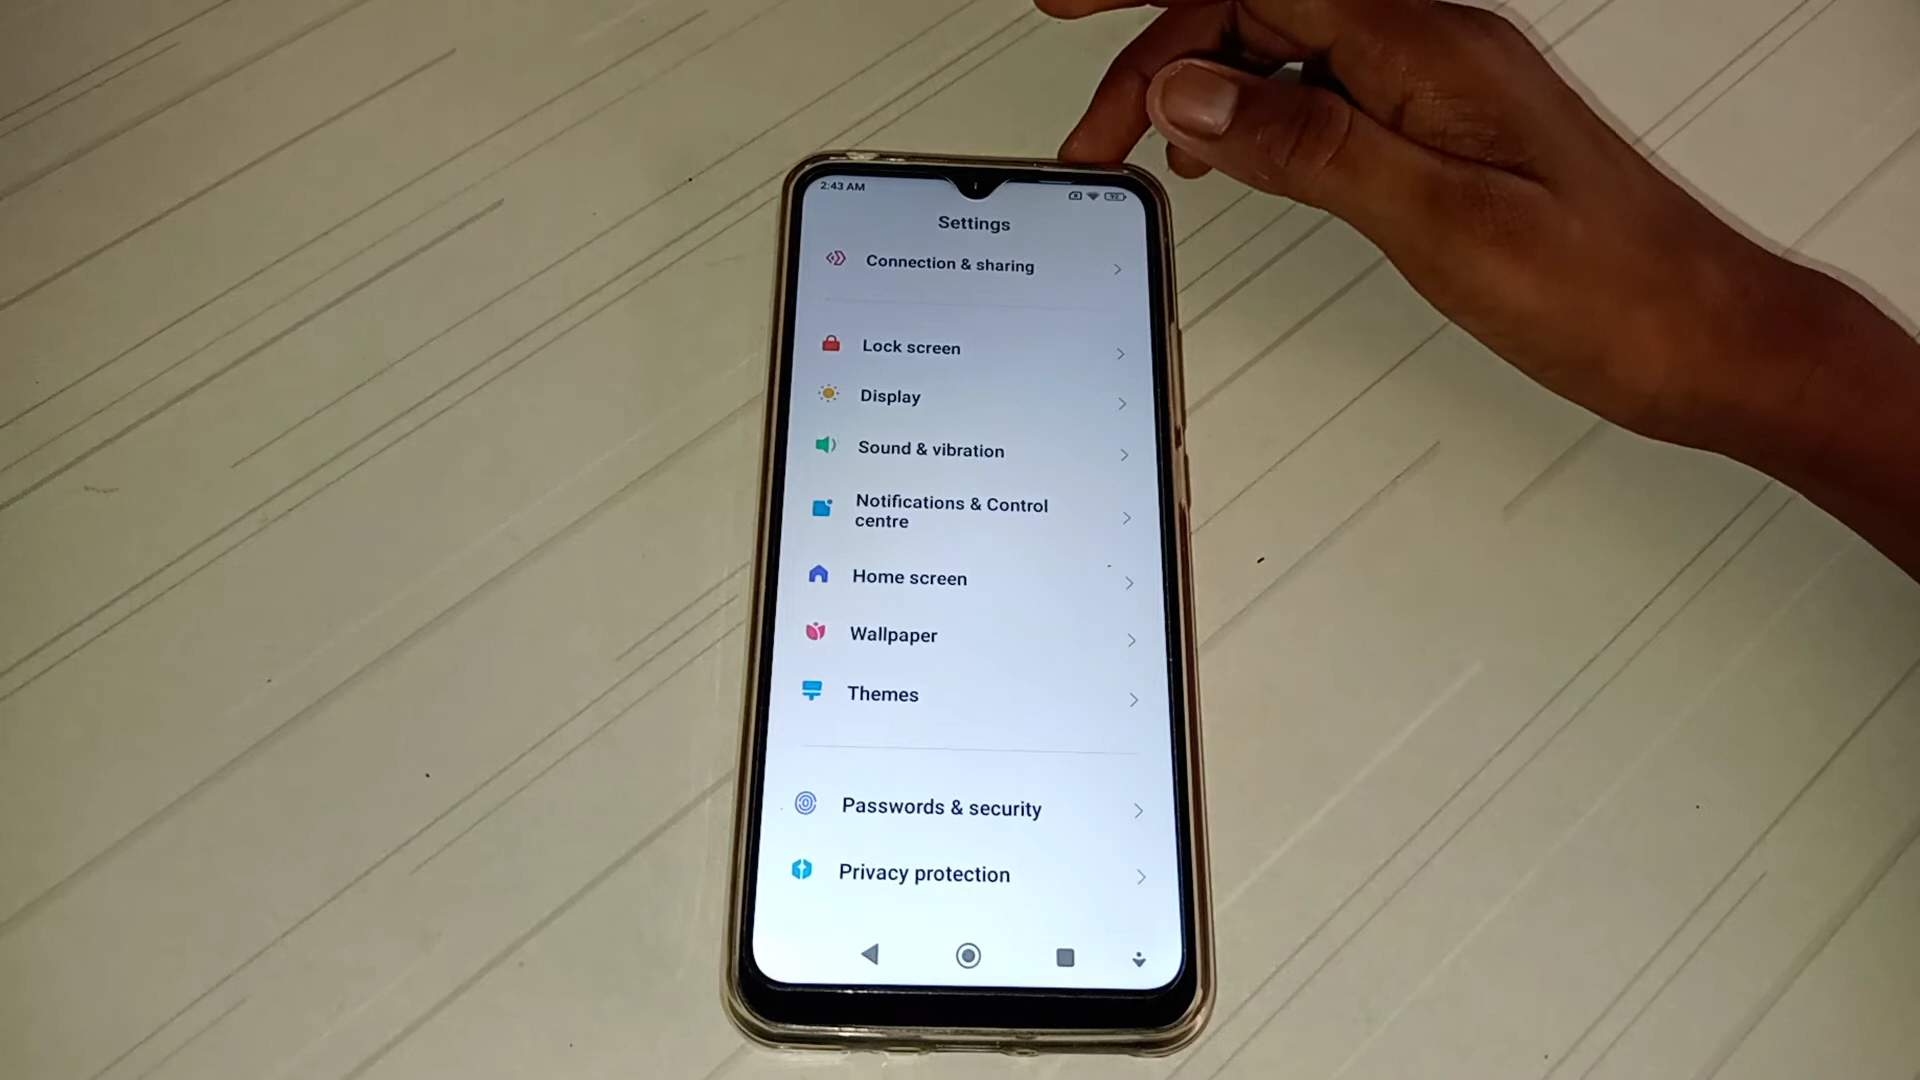 2:43 AM
Settings
Connection & sharing
Lock screen
Display
Sound & vibration
Notifications & Control
centre
Home screen
Wallpaper
Themes
Passwords & security
Privacy protection